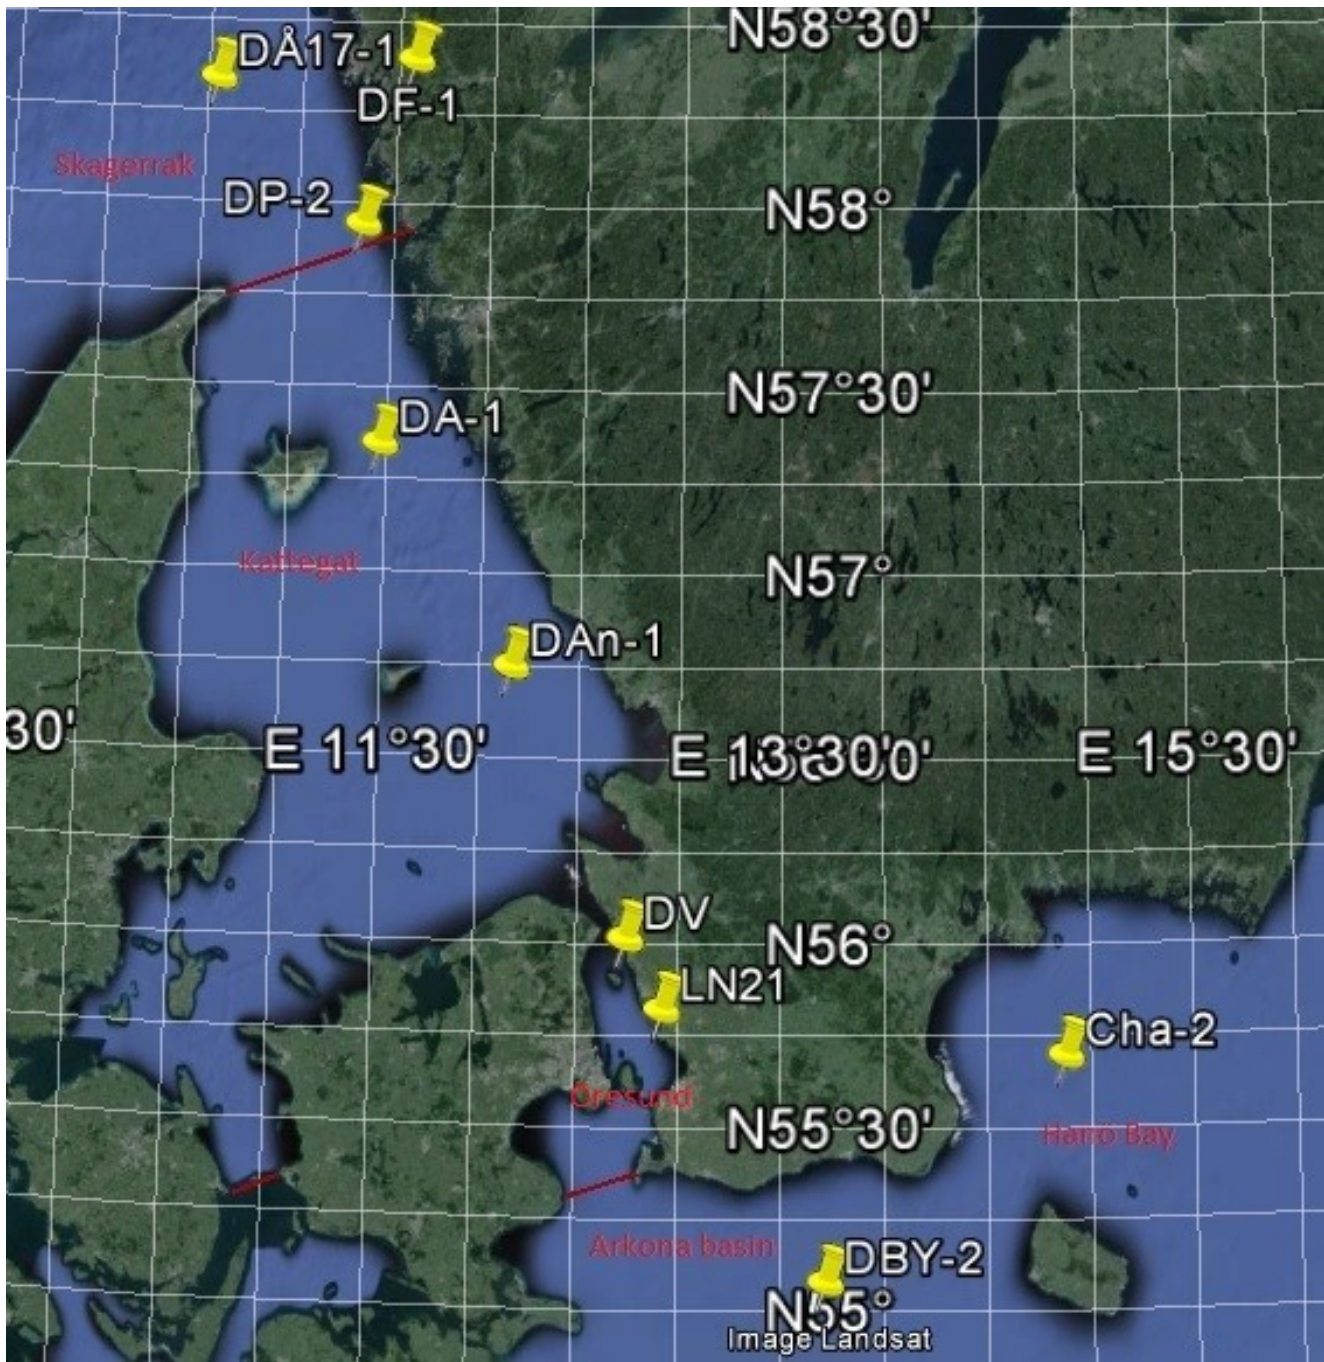 N58°30'
DÅ17-1
DF-1
Skagerrak
DP-2
N58°
N57°30'
DA-1
Kattegat
N57°
DAn-1
30'
E 11°30'
E 13°30'
E 15°30'
DV
N56°
LN21
Cha-2
Öresund
N55°30'
Hanö Bay
Arkona basin
DBY-2
N55°
Image Landsat